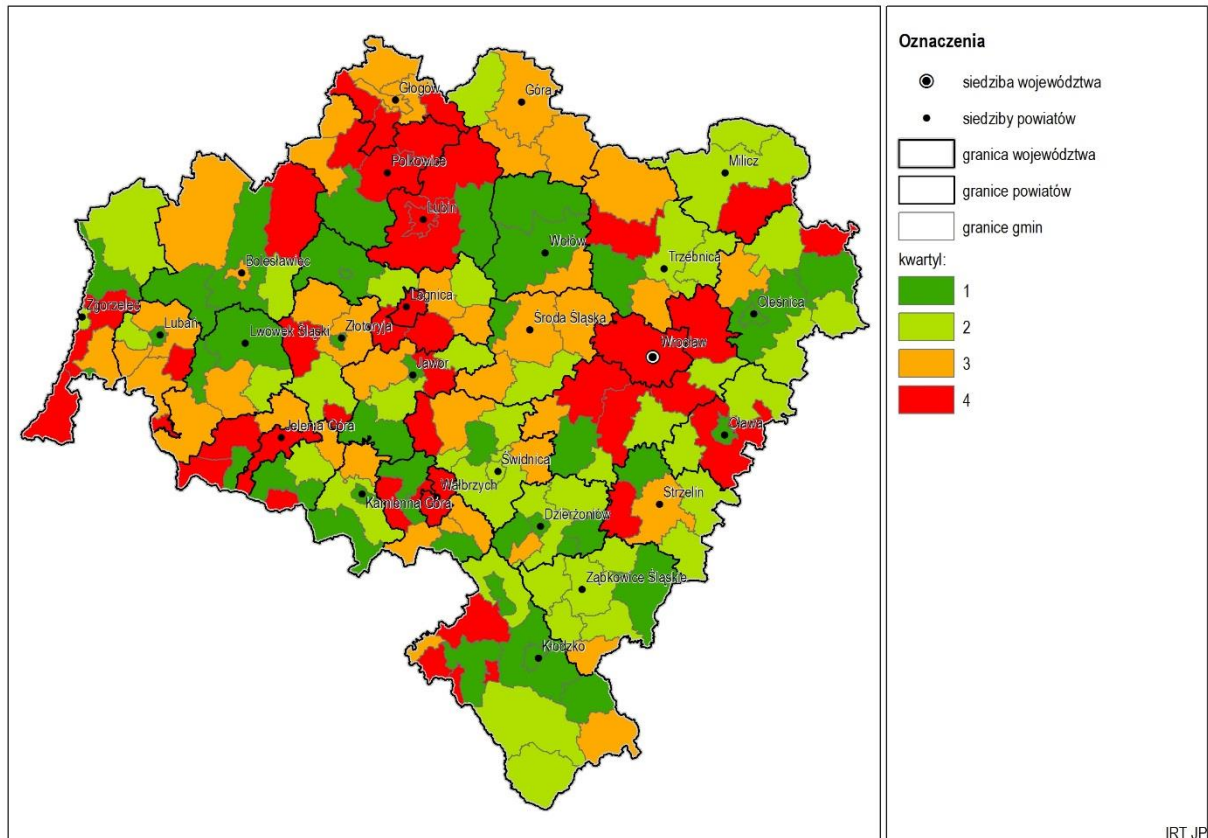 Głogów
Góra
Polkowice
Milicz
Lubin
Wołów
Trzebnica
Bolesławiec
Oleśnica
Legnica
Zgorzelec
Środa Śląska
Lubań
Lwówek Śląski
Złotoryja
Wrocław
Jawor
Jelenia Góra
Oława
Świdnica
Wałbrzych
Kamienna Góra
Strzelin
Dzierżoniów
Ząbkowice Śląskie
Kłodzko
Oznaczenia
siedziba województwa
siedziby powiatów
granica województwa
granice powiatów
granice gmin
kwartyl:
1
2
3
4
IRT JP